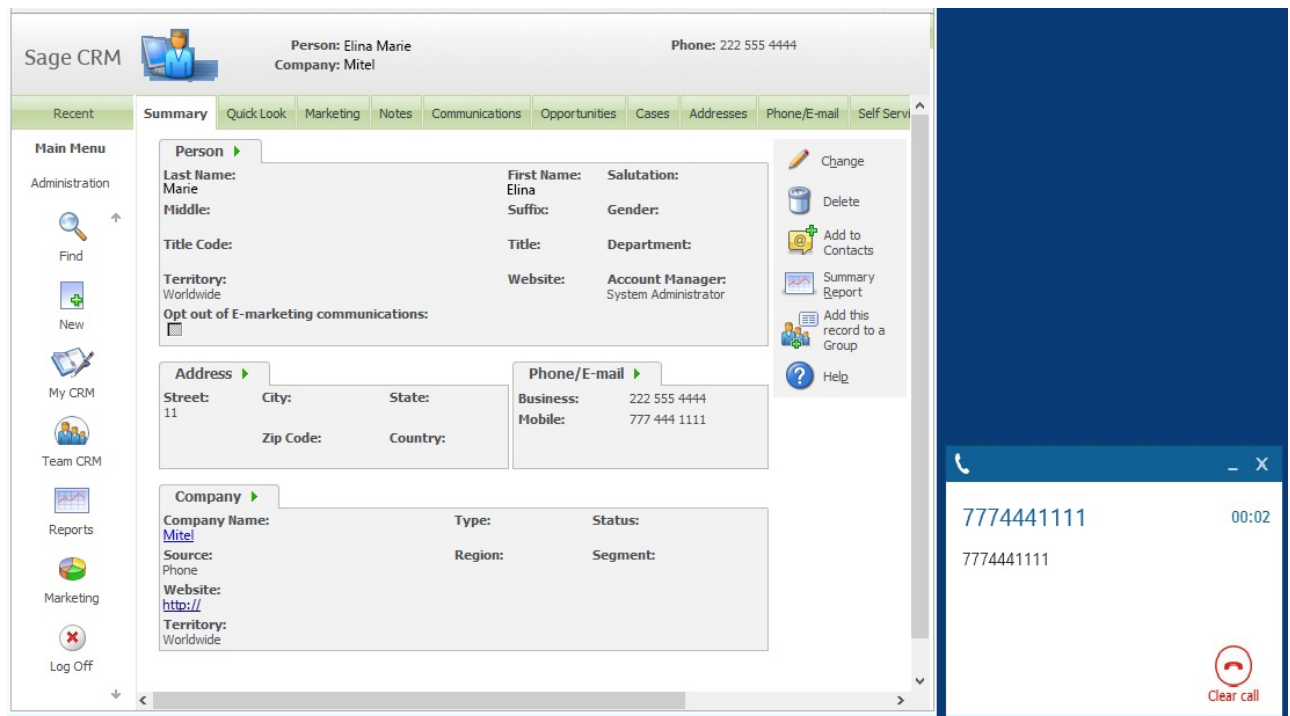 Sage CRM
Person: Elina Marie
Company: Mitel
Phone: 222 555 4444
Recent
Summary Quick Look Marketing Notes Communications Opportunities Cases Addresses Phone/E-mail Self Servi
Main Menu
Administration
Find
New
My CRM
Team CRM
Reports
Marketing
Log Off
Person
Last Name: First Name: Salutation:
Marie Elina
Middle: Suffix: Gender:
Title Code: Title: Department:
Territory: Website: Account Manager:
Worldwide System Administrator
Opt out of E-marketing communications:
Change
Delete
Add to
Contacts
Summary
Report
Add this
record to a
Group
Help
Address
Street: City: State:
11
Zip Code: Country:
Phone/E-mail
Business: 222 555 4444
Mobile: 777 444 1111
Company
Company Name: Type: Status:
Mitel
Source: Region: Segment:
Phone
Website:
http://
Territory:
Worldwide
7774441111 00:02
7774441111
Clear call